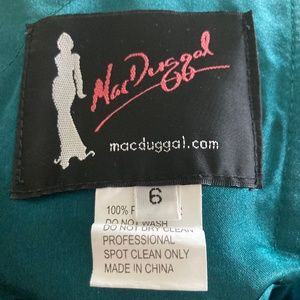 Mac Duggal
macduggal.com
6
100%
DO NOT WASH
DO NOT DRY CLEAN
PROFESSIONAL
SPOT CLEAN ONLY
MADE IN CHINA